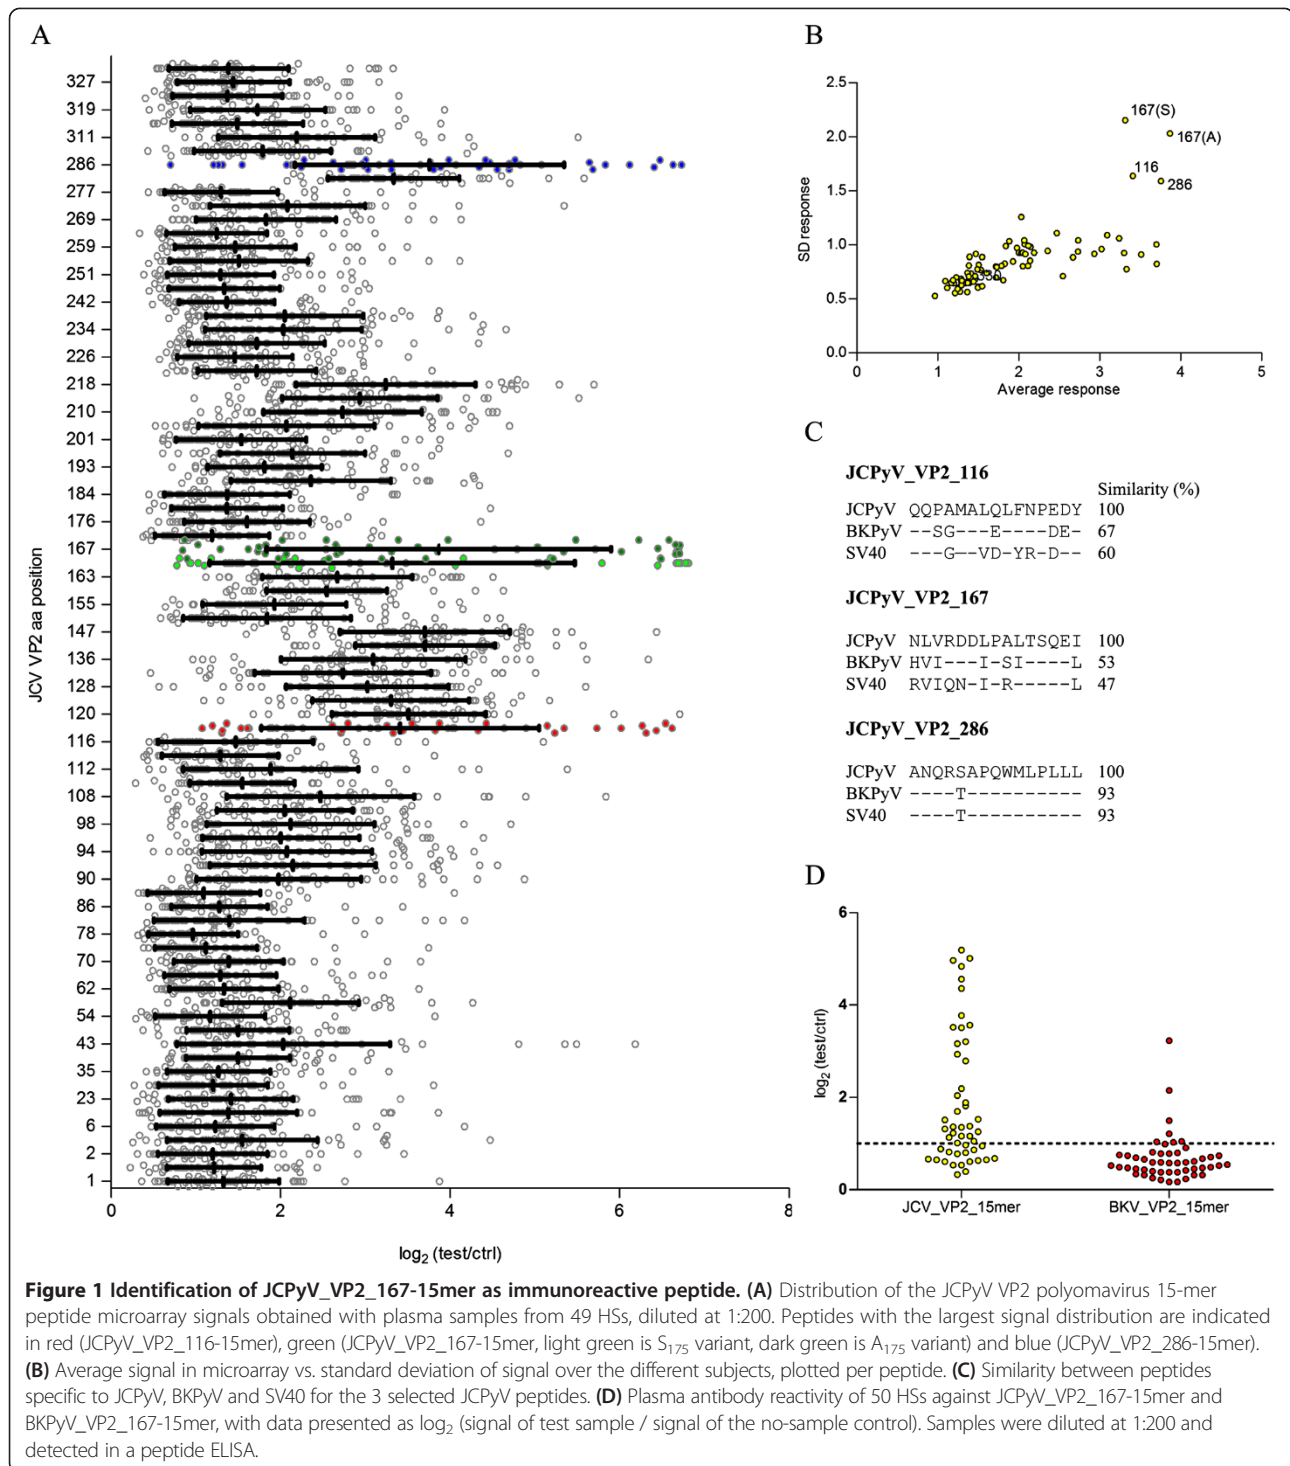 A
327
319
311
286
277
269
259
251
242
234
226
218
210
201
193
184
176
167
163
155
147
136
128
120
116
112
108
98
94
90
86
78
70
62
54
43
35
23
6
2
1
JCV VP2 aa position
0 2 4 6 8
log2 (test/ctrl)
B
2.5
2.0
1.5
1.0
0.5
0.0
SD response
167(S)
167(A)
116
286
1 2 3 4 5
Average response
C
JCPyV_VP2_116
Similarity (%)
JCPyV QQPAMALQLFNPEDY 100
BKPyV --SG---E----DE- 67
SV40 ---G--VD-YR-D-- 60
JCPyV_VP2_167
JCPyV NLVRDDLPALTSQEI 100
BKPyV HVI---I-SI----L 53
SV40 RVIQN-I-R-----L 47
JCPyV_VP2_286
JCPyV ANQRSAPQWMLPLLL 100
BKPyV ----T---------- 93
SV40 ----T---------- 93
D
6
4
2
0
log2 (test/ctrl)
JCV_VP2_15mer BKV_VP2_15mer
Figure 1 Identification of JCPyV_VP2_167-15mer as immunoreactive peptide. (A) Distribution of the JCPyV VP2 polyomavirus 15-mer
peptide microarray signals obtained with plasma samples from 49 HSs, diluted at 1:200. Peptides with the largest signal distribution are indicated
in red (JCPyV_VP2_116-15mer), green (JCPyV_VP2_167-15mer, light green is S175 variant, dark green is A175 variant) and blue (JCPyV_VP2_286-15mer).
(B) Average signal in microarray vs. standard deviation of signal over the different subjects, plotted per peptide. (C) Similarity between peptides
specific to JCPyV, BKPyV and SV40 for the 3 selected JCPyV peptides. (D) Plasma antibody reactivity of 50 HSs against JCPyV_VP2_167-15mer and
BKPyV_VP2_167-15mer, with data presented as log2 (signal of test sample / signal of the no-sample control). Samples were diluted at 1:200 and
detected in a peptide ELISA.